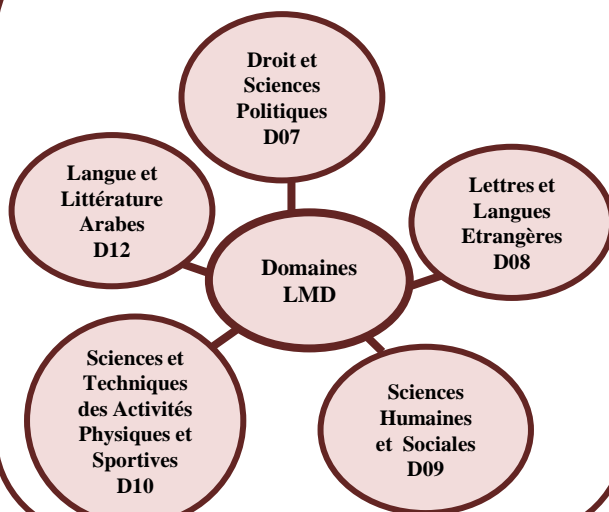 Droit et
Sciences
Politiques
D07
Langue et
Littérature
Arabes
D12
Lettres et
Langues
Etrangères
D08
Domaines
LMD
Sciences et
Techniques
des Activités
Physiques et
Sportives
D10
Sciences
Humaines
et Sociales
D09